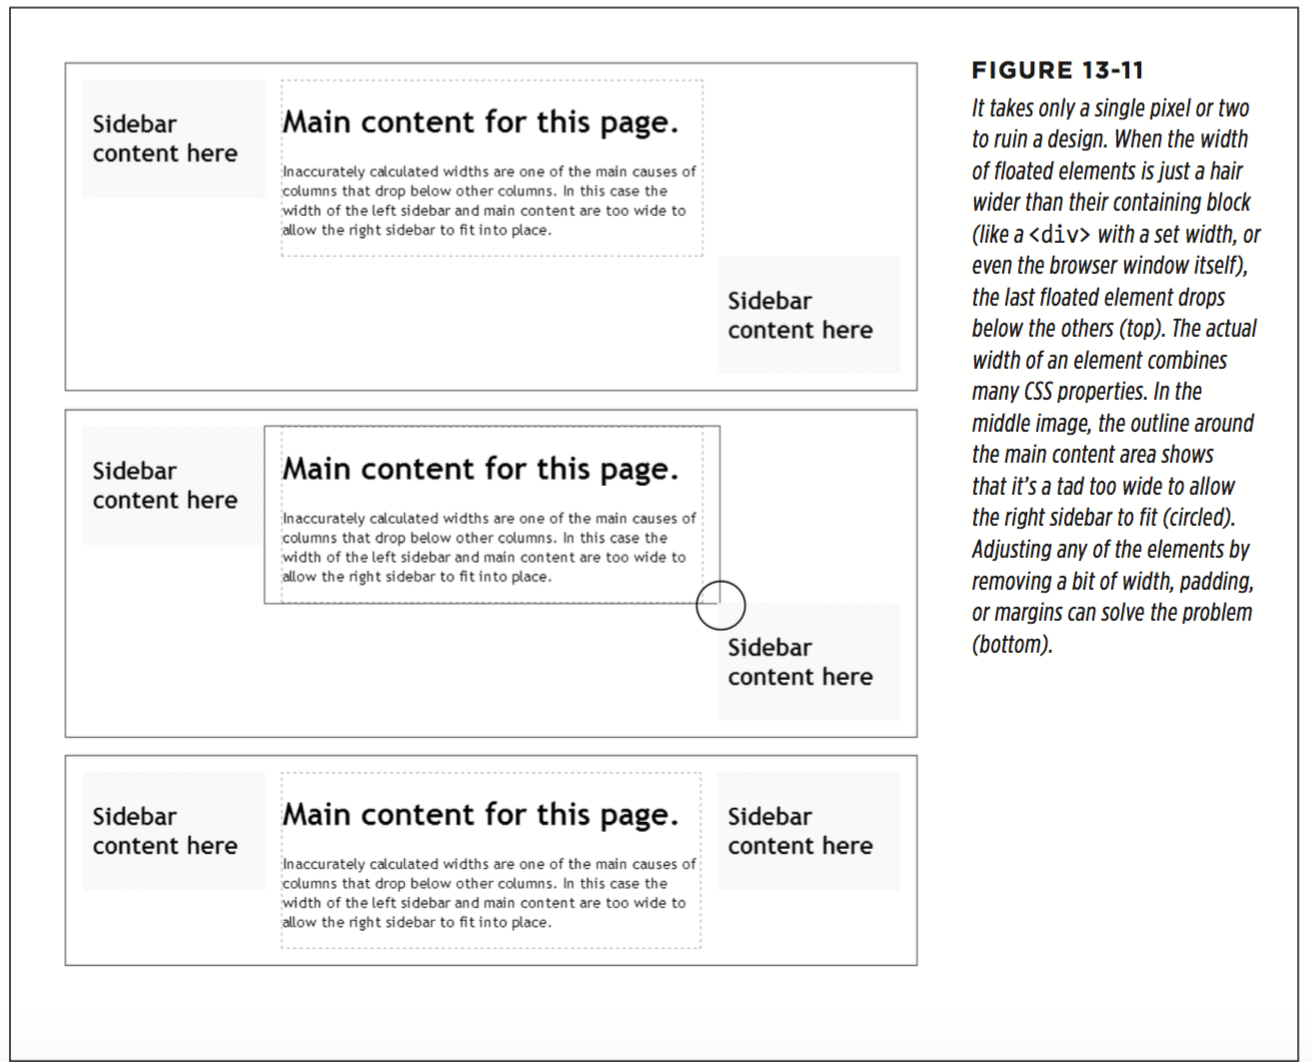 Sidebar
content here
Main content for this page.
Inaccurately calculated widths are one of the main causes of
columns that drop below other columns. In this case the
width of the left sidebar and main content are too wide to
allow the right sidebar to fit into place.
Sidebar
content here
Sidebar
content here
Main content for this page.
Inaccurately calculated widths are one of the main causes of
columns that drop below other columns. In this case the
width of the left sidebar and main content are too wide to
allow the right sidebar to fit into place.
Sidebar
content here
Sidebar
content here
Main content for this page.
Inaccurately calculated widths are one of the main causes of
columns that drop below other columns. In this case the
width of the left sidebar and main content are too wide to
allow the right sidebar to fit into place.
Sidebar
content here
FIGURE 13-11
It takes only a single pixel or two
to ruin a design. When the width
of floated elements is just a hair
wider than their containing block
(like a <div> with a set width, or
even the browser window itself),
the last floated element drops
below the others (top). The actual
width of an element combines
many CSS properties. In the
middle image, the outline around
the main content area shows
that it’s a tad too wide to allow
the right sidebar to fit (circled).
Adjusting any of the elements by
removing a bit of width, padding,
or margins can solve the problem
(bottom).